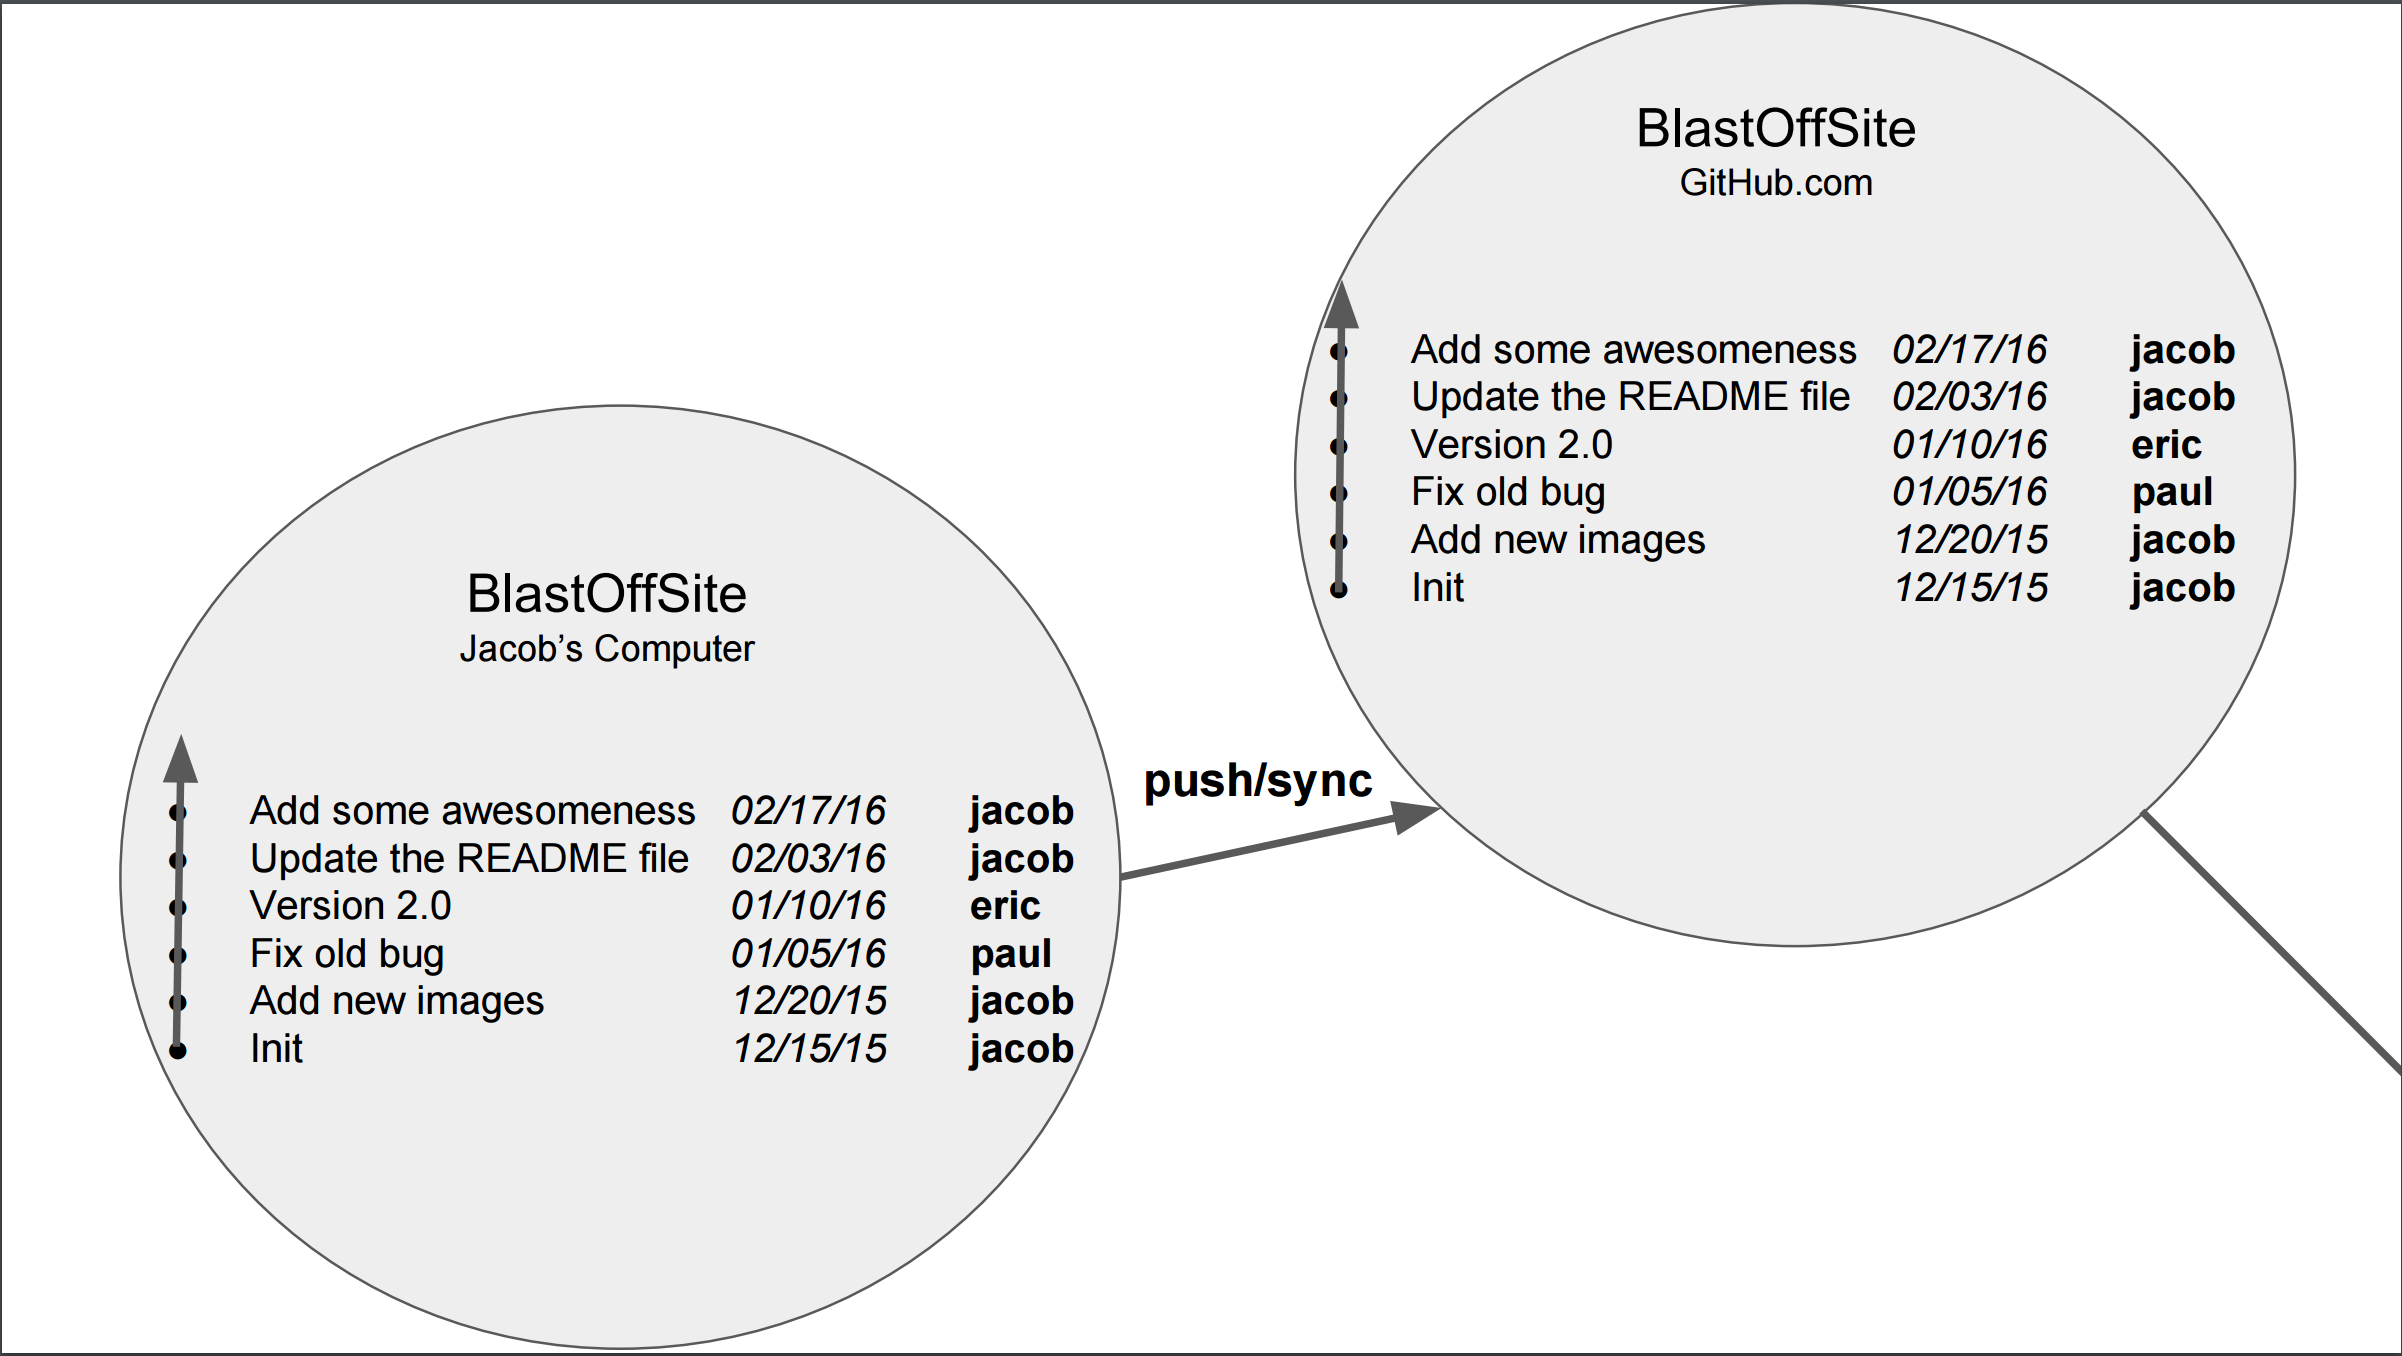 BlastOffSite
GitHub.com
● Add some awesomeness 02/17/16 jacob
● Update the README file 02/03/16 jacob
● Version 2.0 01/10/16 eric
● Fix old bug 01/05/16 paul
● Add new images 12/20/15 jacob
● Init 12/15/15 jacob
BlastOffSite
Jacob’s Computer
● Add some awesomeness 02/17/16 jacob
● Update the README file 02/03/16 jacob
● Version 2.0 01/10/16 eric
● Fix old bug 01/05/16 paul
● Add new images 12/20/15 jacob
● Init 12/15/15 jacob
push/sync